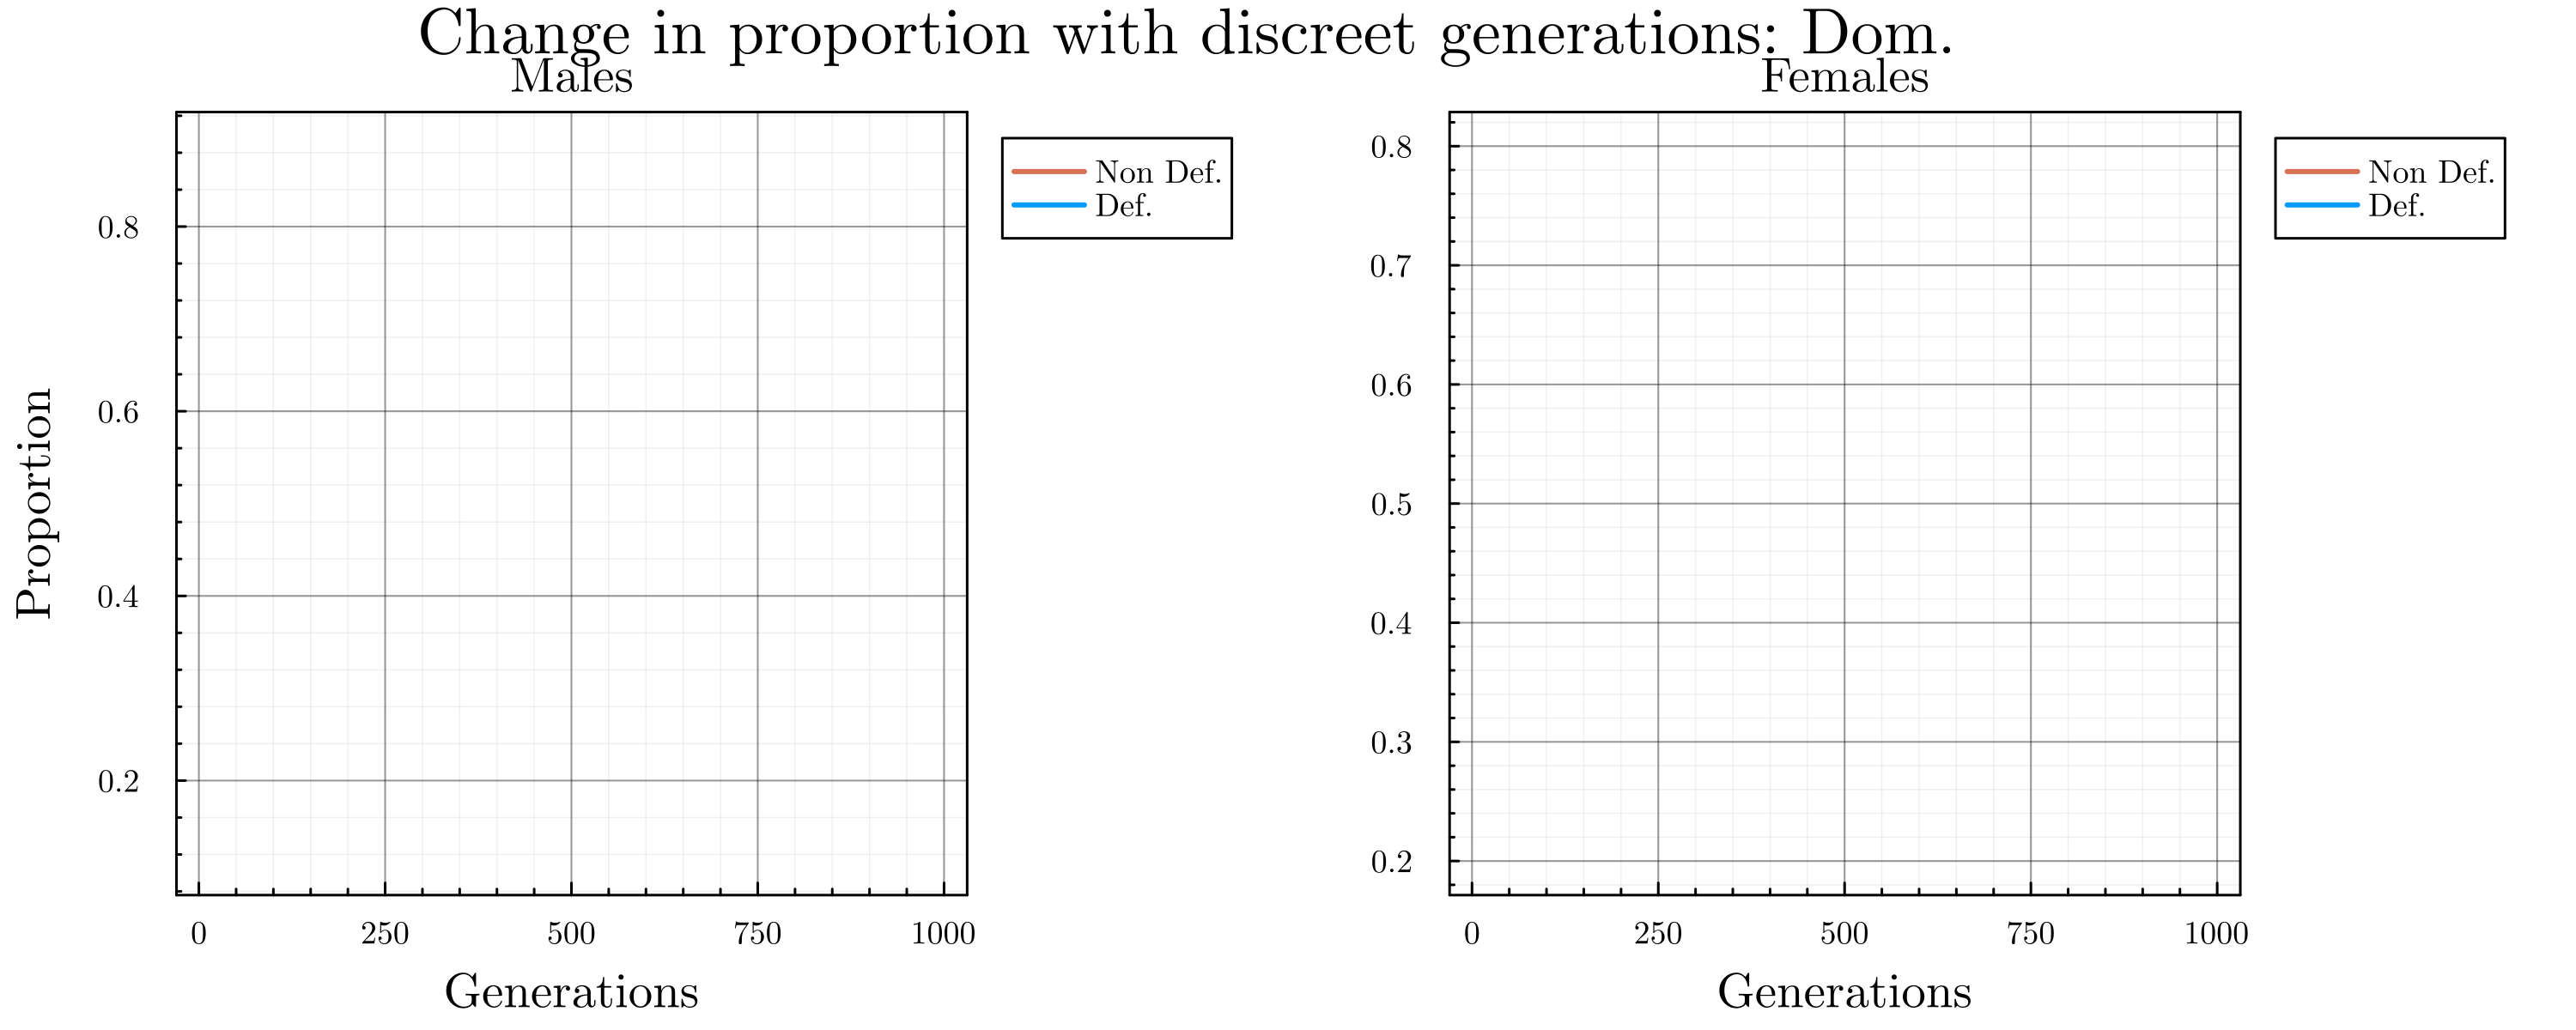 Change in proportion with discreet generations: Dom.
Males
Proportion
0.8
0.6
0.4
0.2
0 250 500 750 1000
Generations
Non Def.
Def.
Females
0.8
0.7
0.6
0.5
0.4
0.3
0.2
0 250 500 750 1000
Generations
Non Def.
Def.